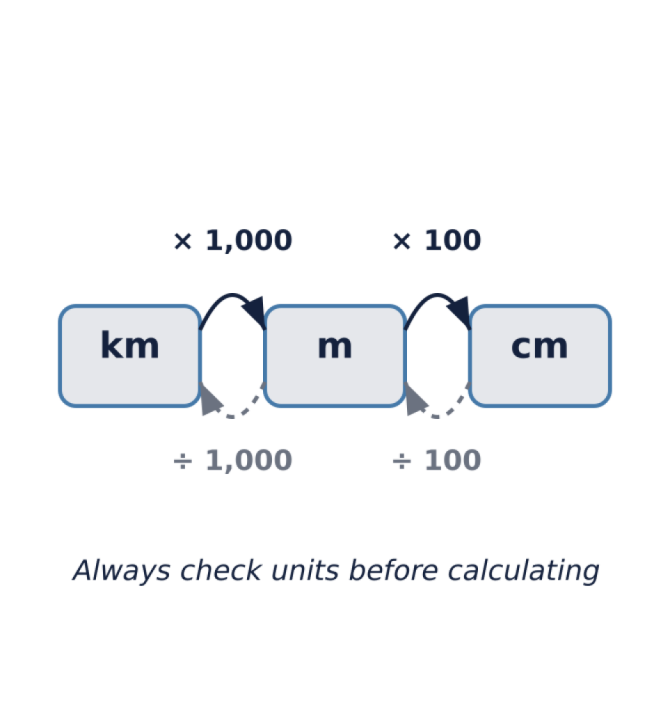 × 1,000 × 100
km m cm
÷ 1,000 ÷ 100
Always check units before calculating